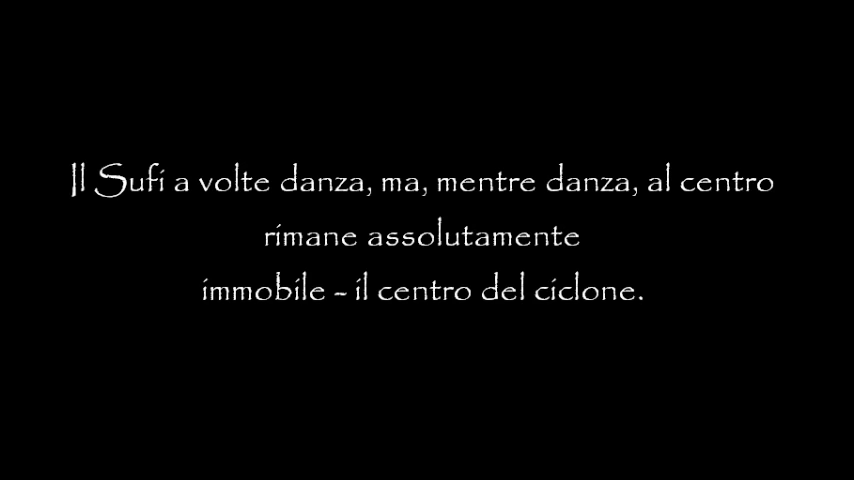 Il Sufi a volte danza, ma, mentre danza, al centro
rimane assolutamente
immobile - il centro del ciclone.